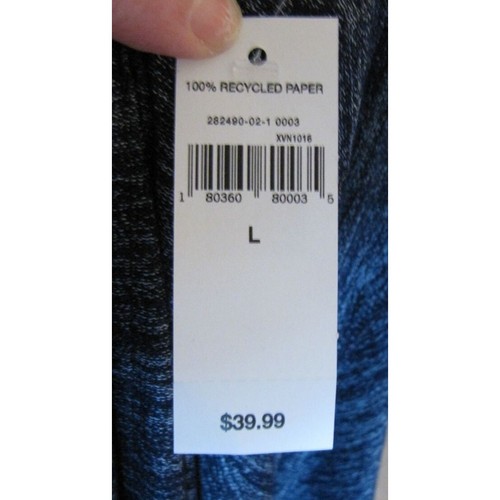 100% RECYCLED PAPER
282490-02-1 0003
XVN1016
1 80360 80003 5
L
$39.99